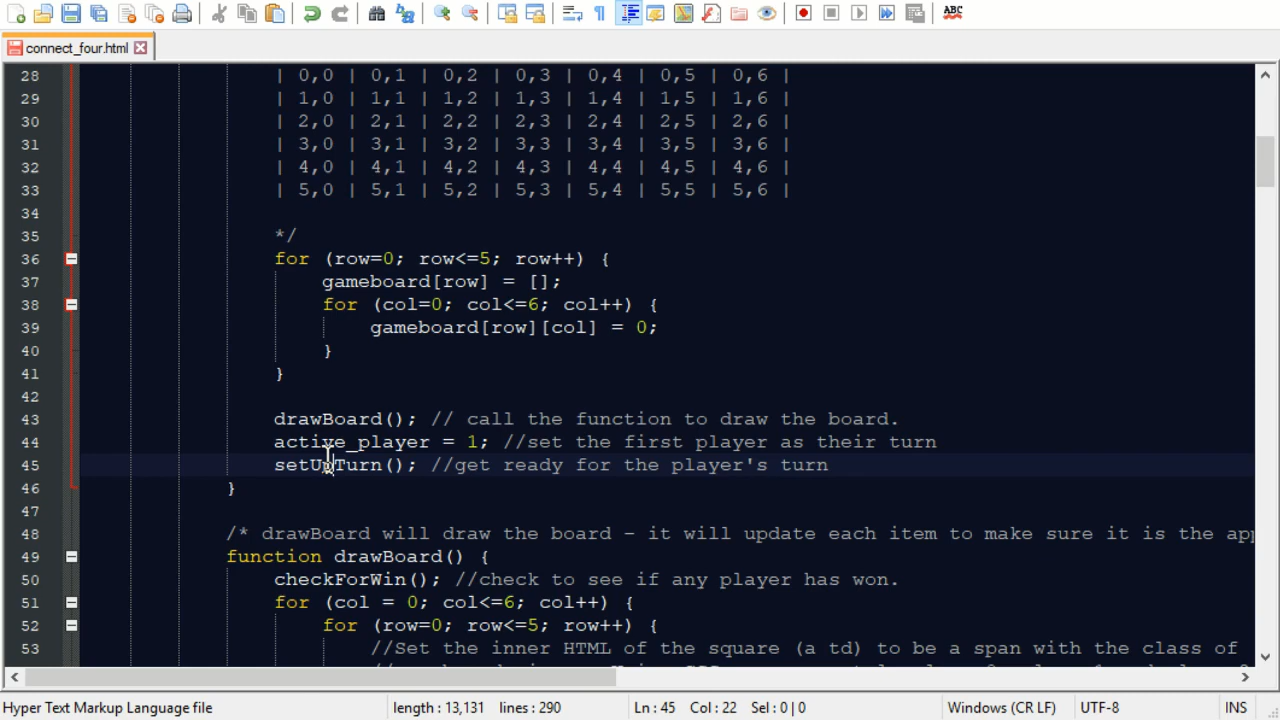 ABC
connect_four.html
28 | 0,0 | 0,1 | 0,2 | 0,3 | 0,4 | 0,5 | 0,6 |
29 | 1,0 | 1,1 | 1,2 | 1,3 | 1,4 | 1,5 | 1,6 |
30 | 2,0 | 2,1 | 2,2 | 2,3 | 2,4 | 2,5 | 2,6 |
31 | 3,0 | 3,1 | 3,2 | 3,3 | 3,4 | 3,5 | 3,6 |
32 | 4,0 | 4,1 | 4,2 | 4,3 | 4,4 | 4,5 | 4,6 |
33 | 5,0 | 5,1 | 5,2 | 5,3 | 5,4 | 5,5 | 5,6 |
34
35 */
36 for (row=0; row<=5; row++) {
37 gameboard[row] = [];
38 for (col=0; col<=6; col++) {
39 gameboard[row][col] = 0;
40 }
41 }
42
43 drawBoard(); // call the function to draw the board.
44 active_player = 1; //set the first player as their turn
45 setUpTurn(); //get ready for the player's turn
46 }
47
48 /* drawBoard will draw the board - it will update each item to make sure it is the
49 function drawBoard() {
50 checkForWin(); //check to see if any player has won.
51 for (col = 0; col<=6; col++) {
52 for (row=0; row<=5; row++) {
53 //Set the inner HTML of the square (a td) to be a span with the class of
Hyper Text Markup Language file length : 13,131 lines : 290 Ln : 45 Col : 22 Sel : 0 | 0 Windows (CR LF) UTF-8 INS